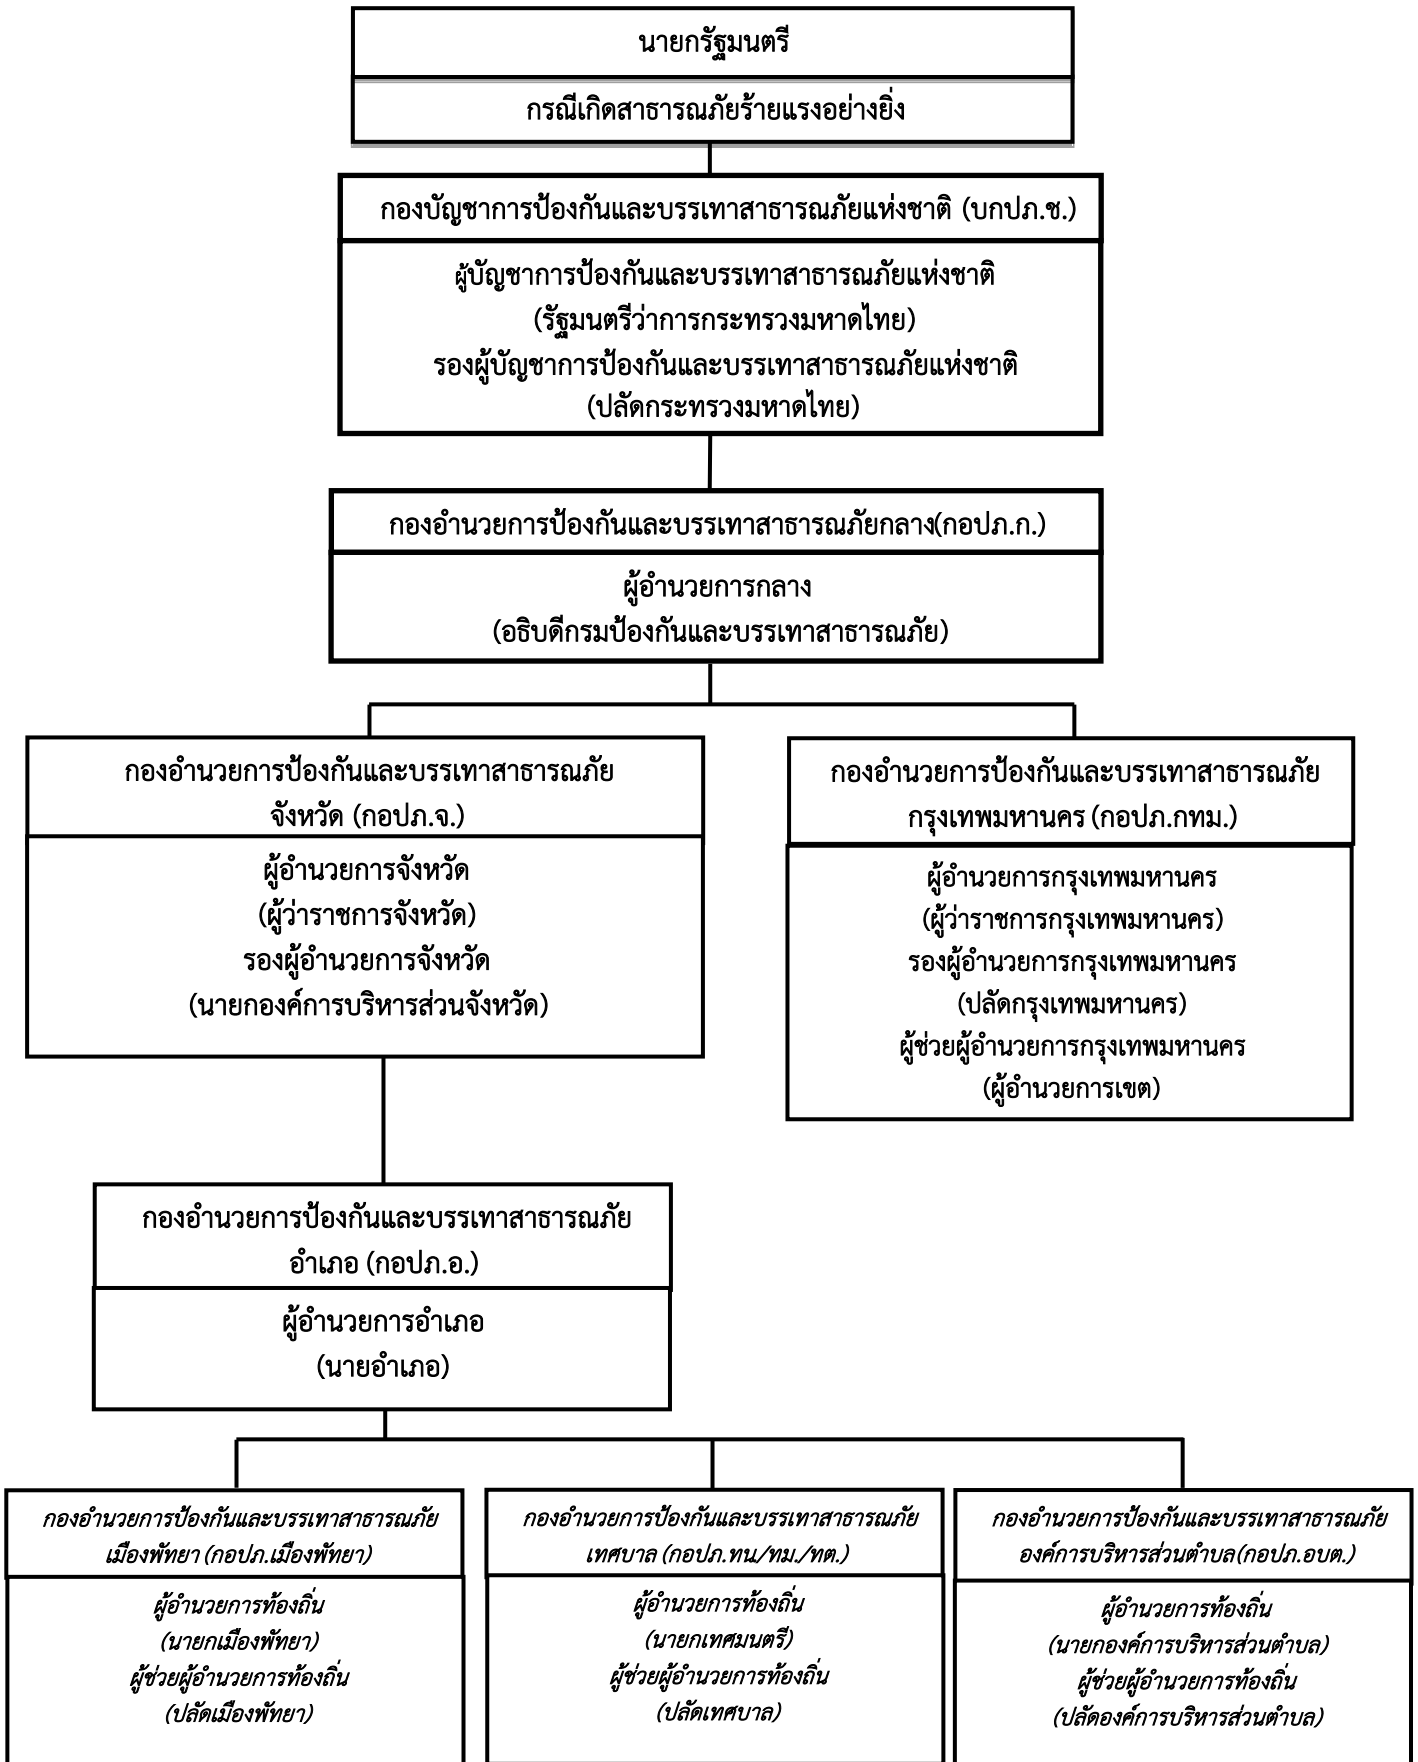 นายกรัฐมนตรี
กรณีเกิดสาธารณภัยร้ายแรงอย่างยิ่ง
กองบัญชาการป้องกันและบรรเทาสาธารณภัยแห่งชาติ (บกปภ.ช.)
ผู้บัญชาการป้องกันและบรรเทาสาธารณภัยแห่งชาติ
(รัฐมนตรีว่าการกระทรวงมหาดไทย)
รองผู้บัญชาการป้องกันและบรรเทาสาธารณภัยแห่งชาติ
(ปลัดกระทรวงมหาดไทย)
กองอำนวยการป้องกันและบรรเทาสาธารณภัยกลาง(กอปภ.ก.)
ผู้อำนวยการกลาง
(อธิบดีกรมป้องกันและบรรเทาสาธารณภัย)
กองอำนวยการป้องกันและบรรเทาสาธารณภัย
จังหวัด (กอปภ.จ.)
ผู้อำนวยการจังหวัด
(ผู้ว่าราชการจังหวัด)
รองผู้อำนวยการจังหวัด
(นายกองค์การบริหารส่วนจังหวัด)
กองอำนวยการป้องกันและบรรเทาสาธารณภัย
กรุงเทพมหานคร (กอปภ.กทม.)
ผู้อำนวยการกรุงเทพมหานคร
(ผู้ว่าราชการกรุงเทพมหานคร)
รองผู้อำนวยการกรุงเทพมหานคร
(ปลัดกรุงเทพมหานคร)
ผู้ช่วยผู้อำนวยการกรุงเทพมหานคร
(ผู้อำนวยการเขต)
กองอำนวยการป้องกันและบรรเทาสาธารณภัย
อำเภอ (กอปภ.อ.)
ผู้อำนวยการอำเภอ
(นายอำเภอ)
กองอำนวยการป้องกันและบรรเทาสาธารณภัย
เมืองพัทยา (กอปภ.เมืองพัทยา)
ผู้อำนวยการท้องถิ่น
(นายกเมืองพัทยา)
ผู้ช่วยผู้อำนวยการท้องถิ่น
(ปลัดเมืองพัทยา)
กองอำนวยการป้องกันและบรรเทาสาธารณภัย
เทศบาล (กอปภ.ทน./ทม./ทต.)
ผู้อำนวยการท้องถิ่น
(นายกเทศมนตรี)
ผู้ช่วยผู้อำนวยการท้องถิ่น
(ปลัดเทศบาล)
กองอำนวยการป้องกันและบรรเทาสาธารณภัย
องค์การบริหารส่วนตำบล(กอปภ.อบต.)
ผู้อำนวยการท้องถิ่น
(นายกองค์การบริหารส่วนตำบล)
ผู้ช่วยผู้อำนวยการท้องถิ่น
(ปลัดองค์การบริหารส่วนตำบล)